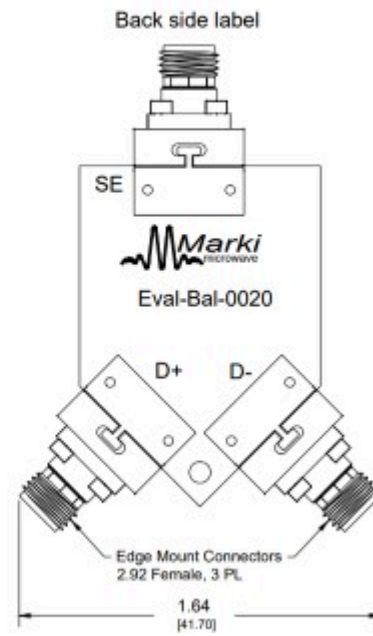 Back side label
SE
Marki
microwave
Eval-Bal-0020
D+ D-
Edge Mount Connectors
2.92 Female, 3 PL
1.64
[41.70]